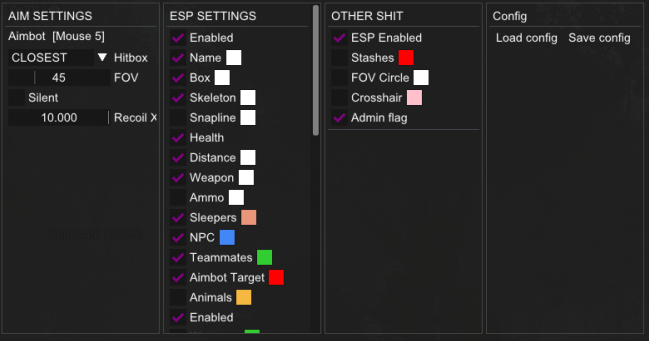 AIM SETTINGS
Aimbot [Mouse 5]
CLOSEST Hitbox
45 FOV
Silent
10.000 Recoil X
ESP SETTINGS
Enabled
Name
Box
Skeleton
Snapline
Health
Distance
Weapon
Ammo
Sleepers
NPC
Teammates
Aimbot Target
Animals
Enabled
OTHER SHIT
ESP Enabled
Stashes
FOV Circle
Crosshair
Admin flag
Config
Load config Save config